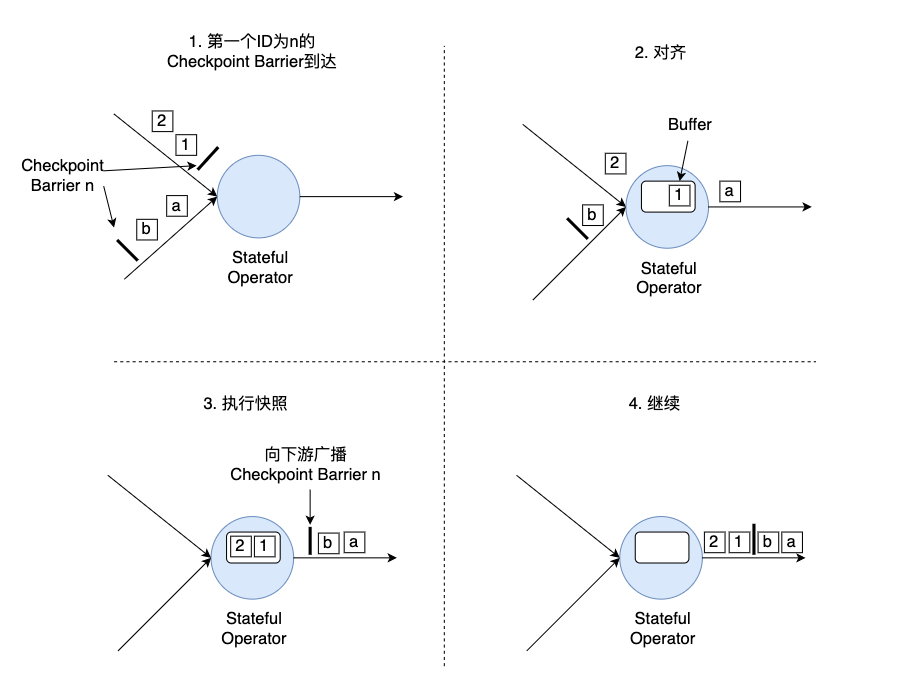 1. 第一个ID为n的
Checkpoint Barrier到达
2
1
Checkpoint
Barrier n
a
b
Stateful
Operator
2. 对齐
Buffer
2
1
a
b
Stateful
Operator
3. 执行快照
向下游广播
Checkpoint Barrier n
2 1
b a
Stateful
Operator
4. 继续
2 1 b a
Stateful
Operator